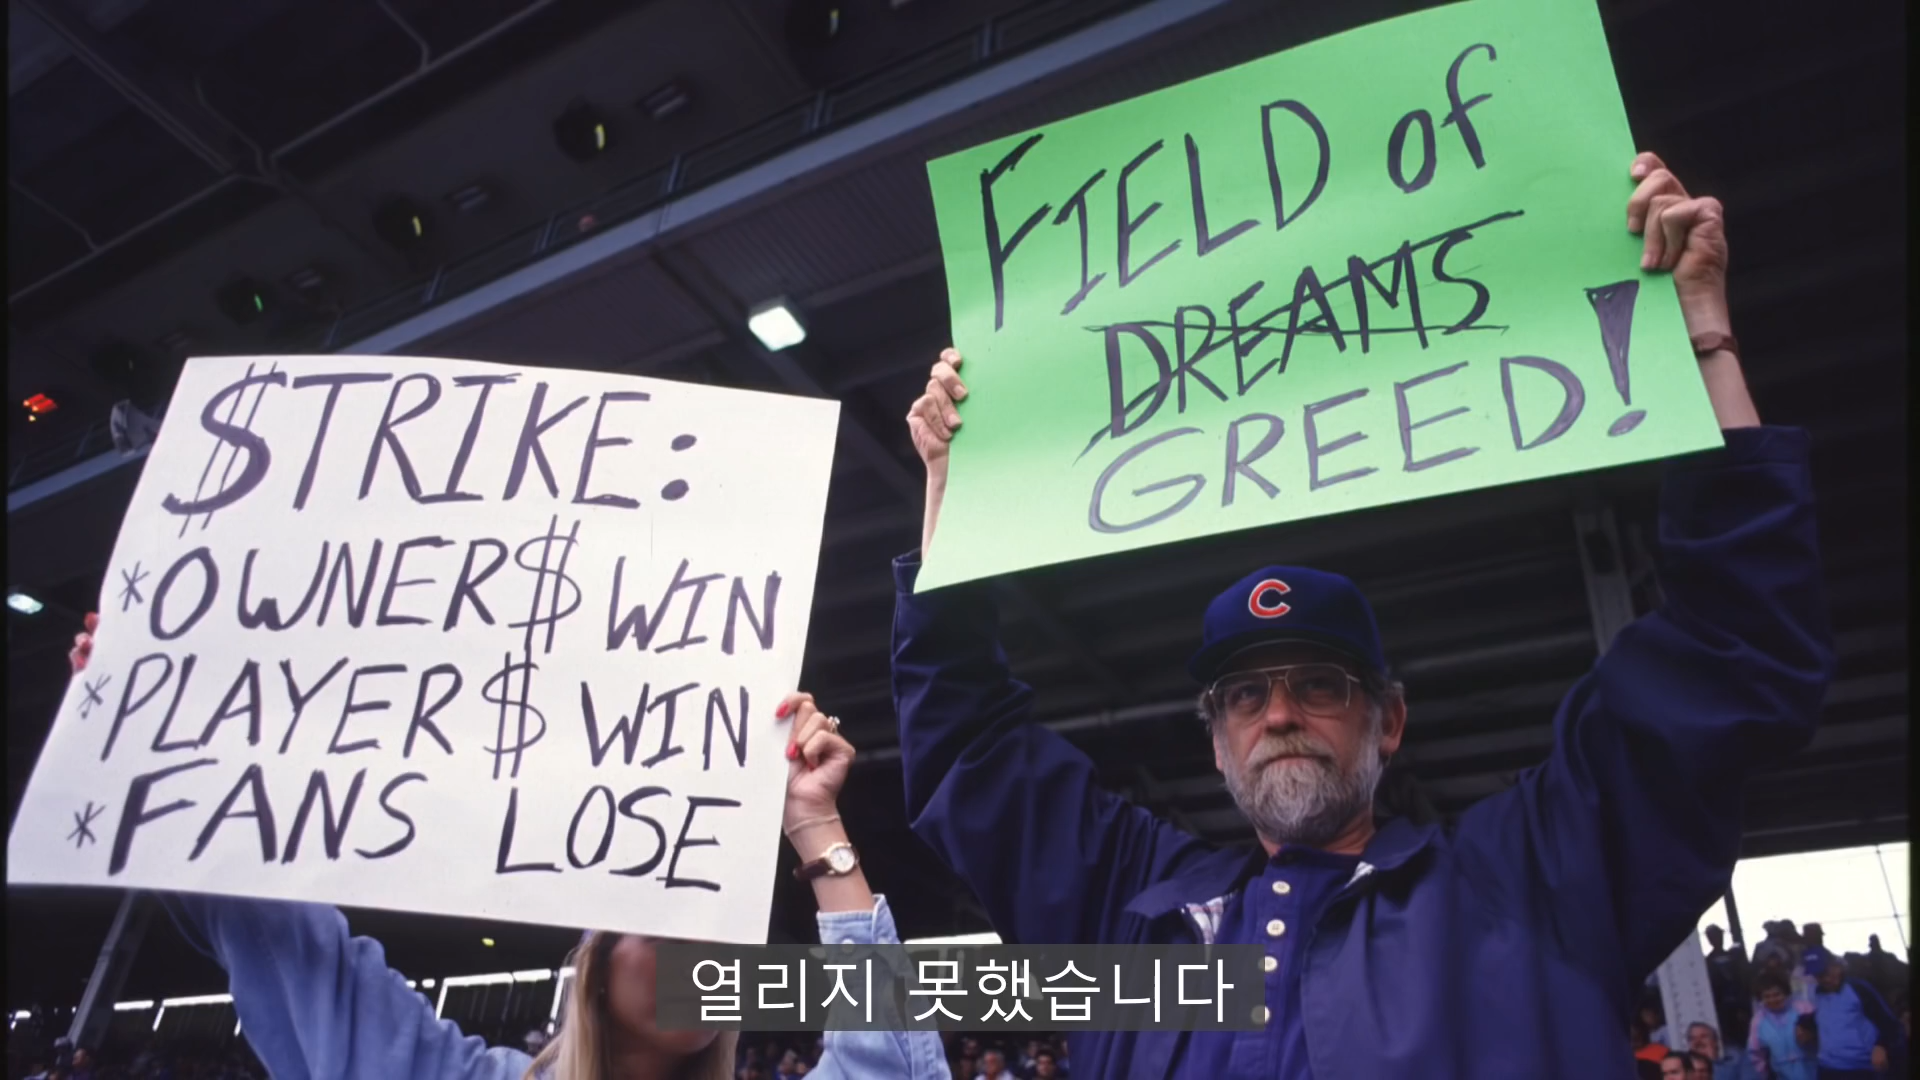 $TRIKE:
*OWNER$ WIN
*PLAYER$ WIN
*FANS LOSE
FIELD of
DREAMS
GREED!
C
열리지 못했습니다